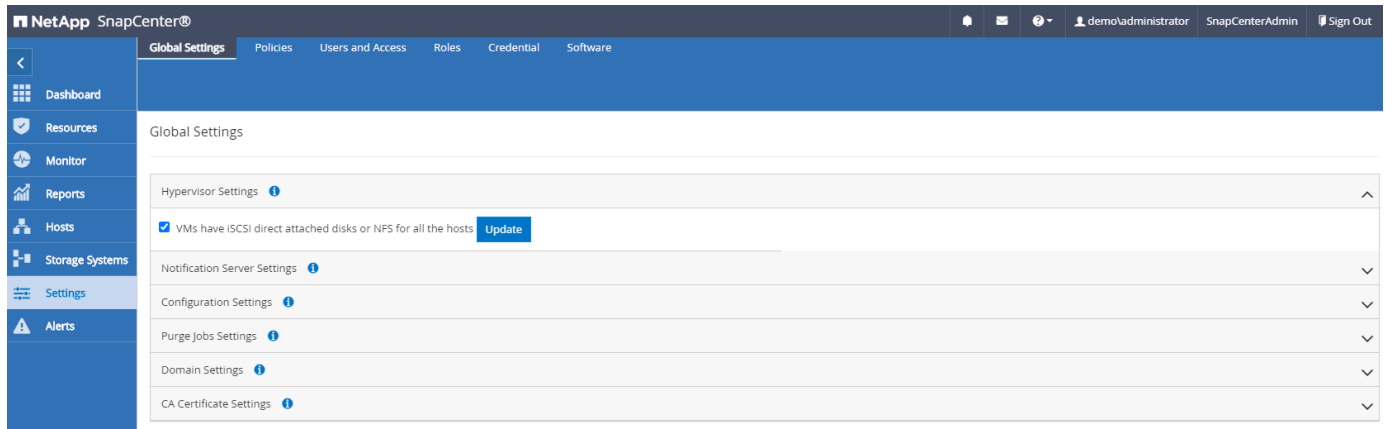 NetApp SnapCenter®
demo\administrator SnapCenterAdmin Sign Out
Global Settings Policies Users and Access Roles Credential Software
Dashboard
Resources
Monitor
Reports
Hosts
Storage Systems
Settings
Alerts
Global Settings
Hypervisor Settings
VMs have iSCSI direct attached disks or NFS for all the hosts Update
Notification Server Settings
Configuration Settings
Purge Jobs Settings
Domain Settings
CA Certificate Settings